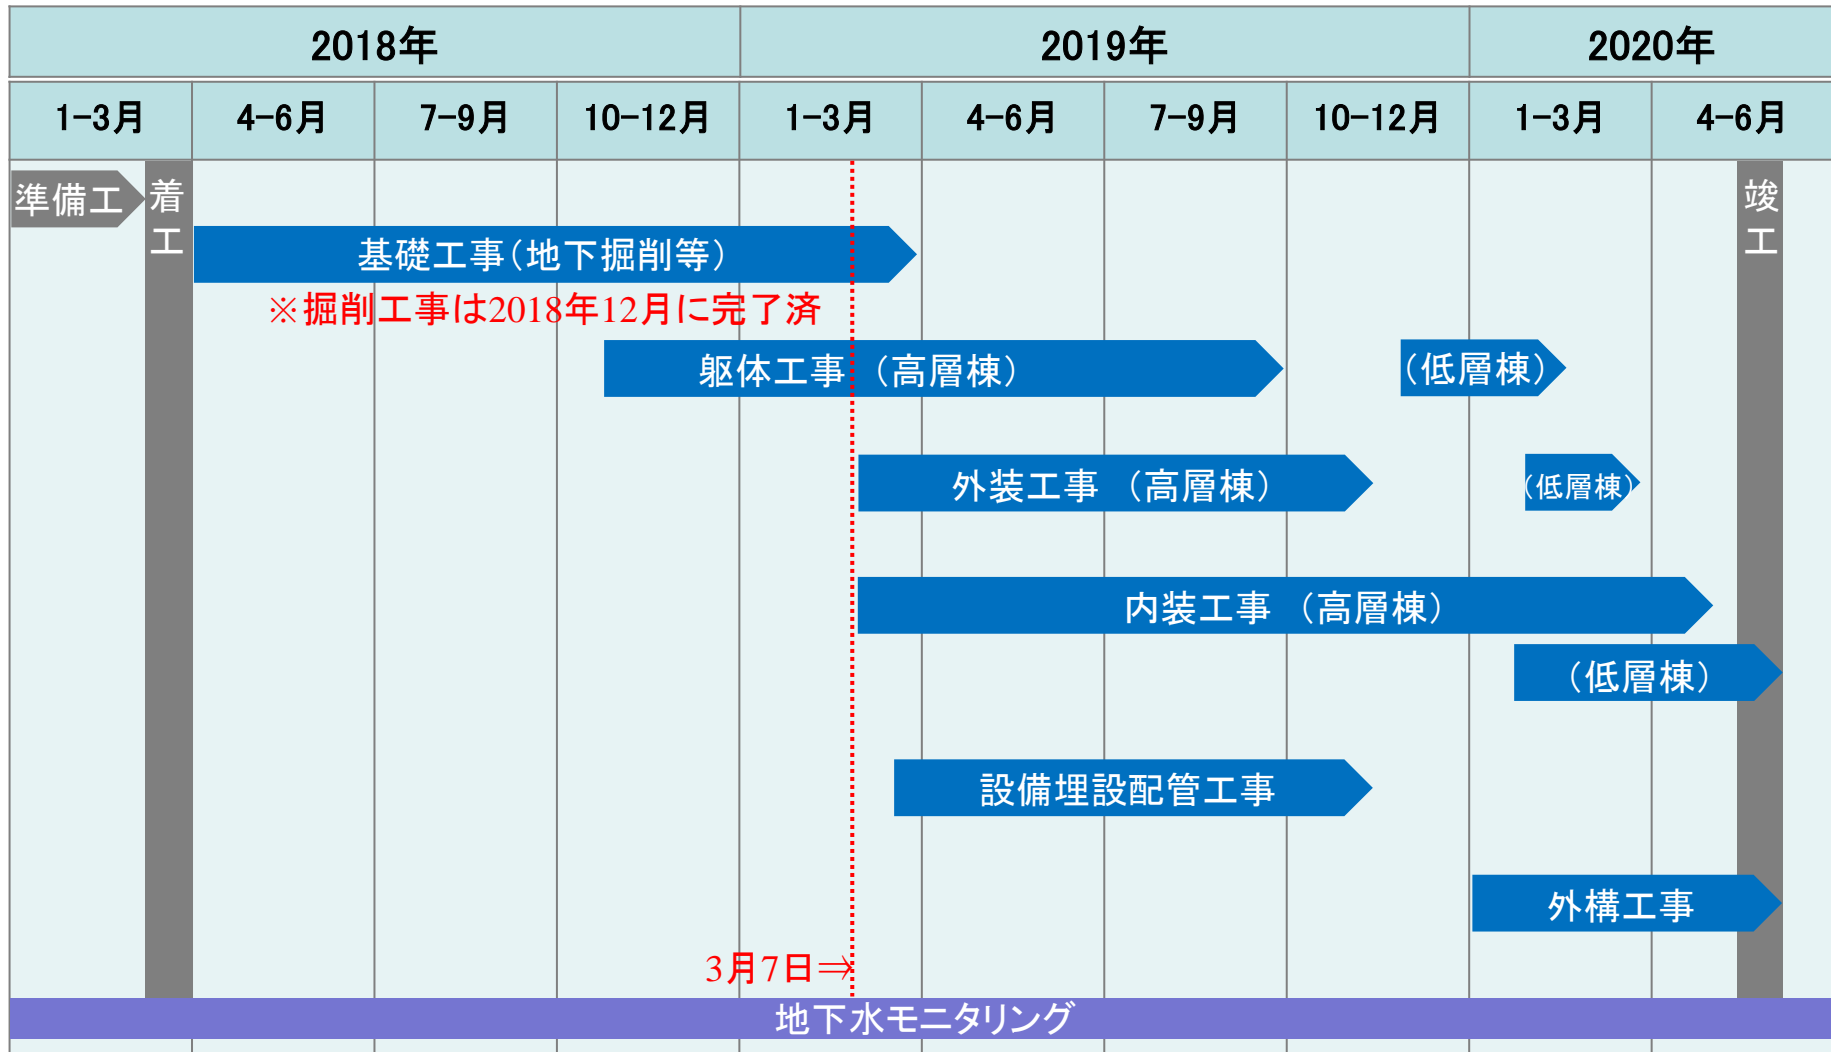 2018年 2019年 2020年
1-3月 4-6月 7-9月 10-12月 1-3月 4-6月 7-9月 10-12月 1-3月 4-6月
準備工
着工
竣工
基礎工事(地下掘削等)
※掘削工事は2018年12月に完了済
躯体工事 (高層棟) (低層棟)
外装工事 (高層棟) (低層棟)
内装工事 (高層棟)
(低層棟)
設備埋設配管工事
外構工事
3月7日⇒
地下水モニタリング